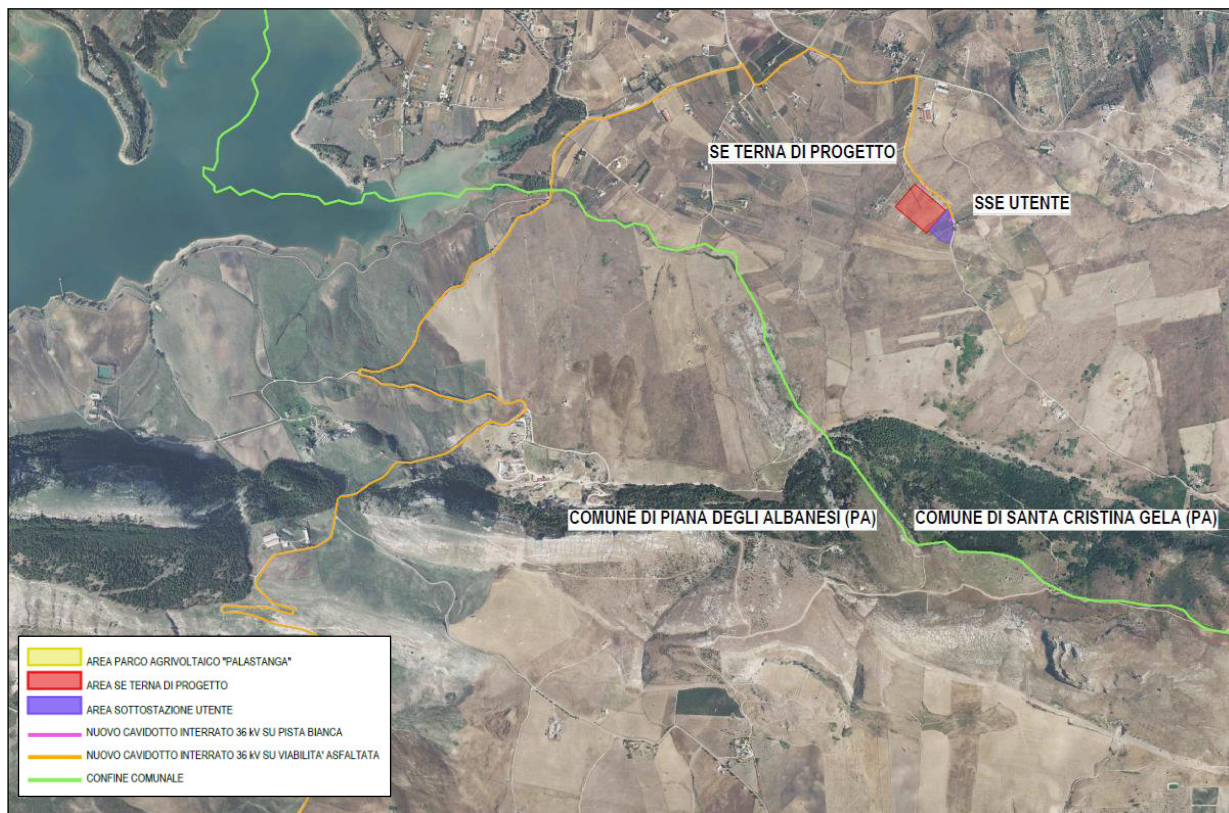 SE TERNA DI PROGETTO
SSE UTENTE
COMUNE DI PIANA DEGLI ALBANESI (PA)
COMUNE DI SANTA CRISTINA GELA (PA)
AREA PARCO AGRIVOLTAICO "PALASTANGA"
AREA SE TERNA DI PROGETTO
AREA SOTTOSTAZIONE UTENTE
NUOVO CAVIDOTTO INTERRATO 36 kV SU PISTA BIANCA
NUOVO CAVIDOTTO INTERRATO 36 kV SU VIABILITA' ASFALTATA
CONFINE COMUNALE